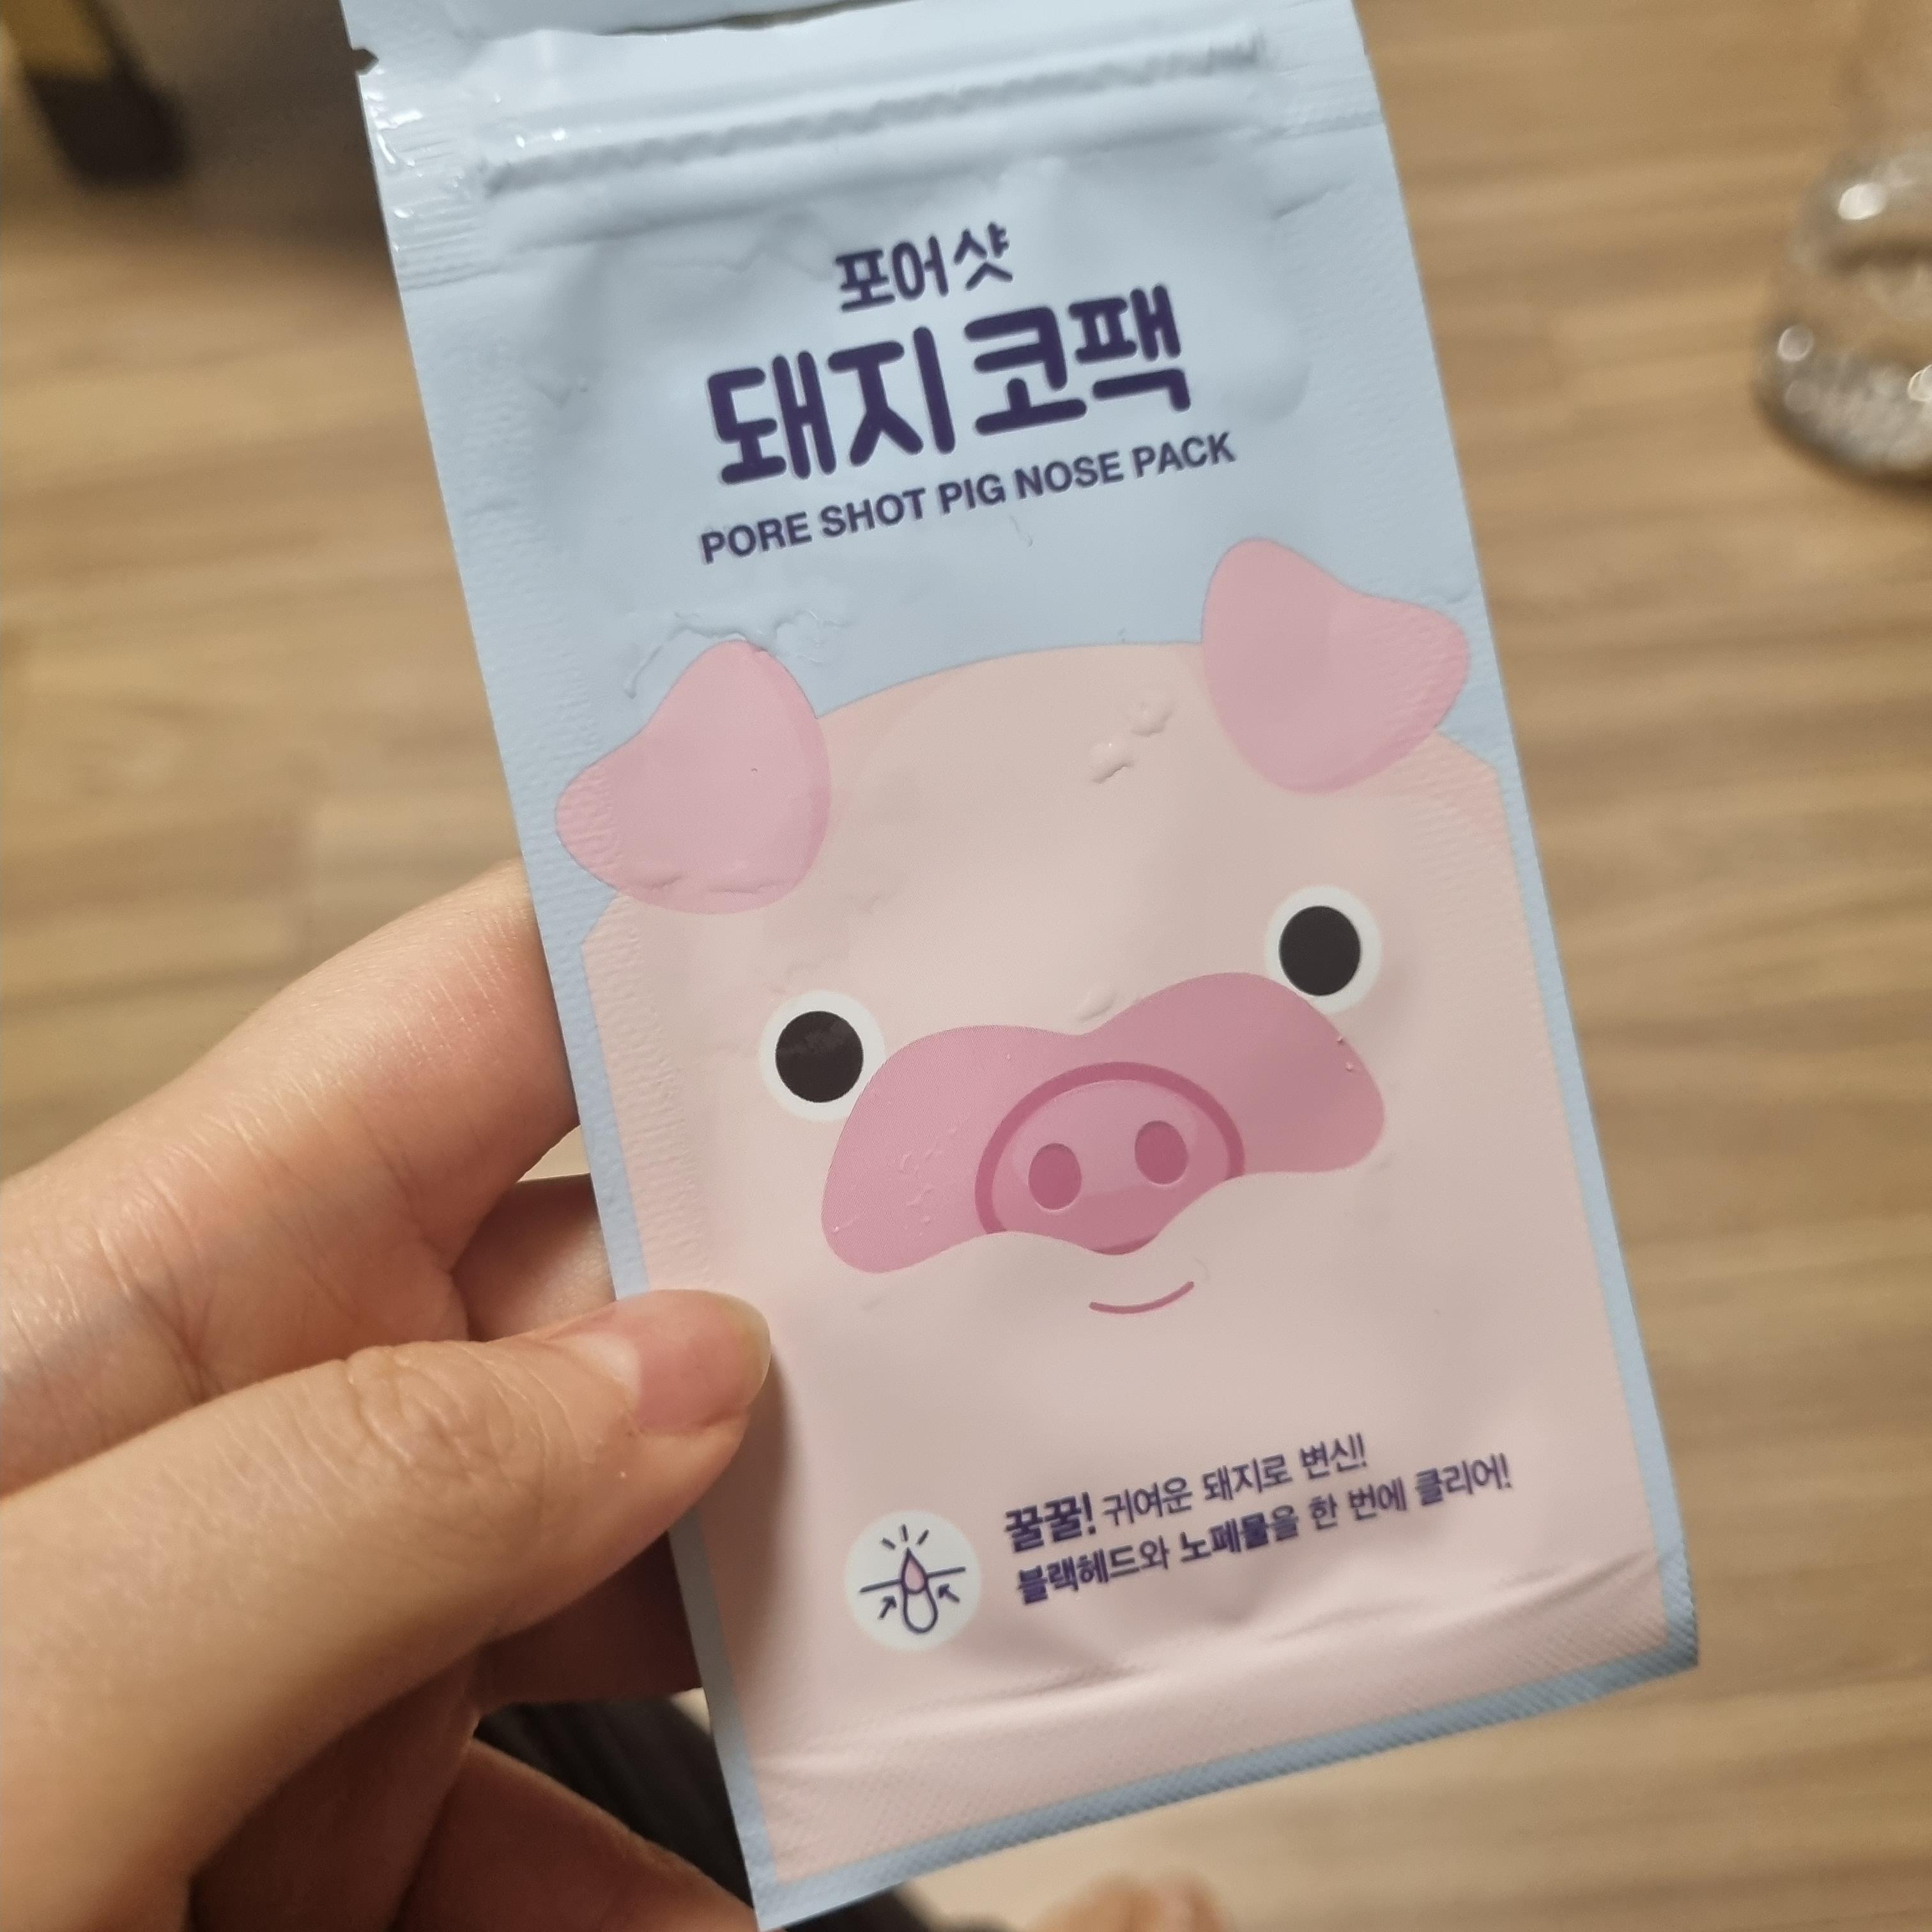 포어샷
돼지코팩
PORE SHOT PIG NOSE PACK
꿀꿀! 귀여운 돼지로 변신!
블랙헤드와 노폐물을 한 번에 클리어!